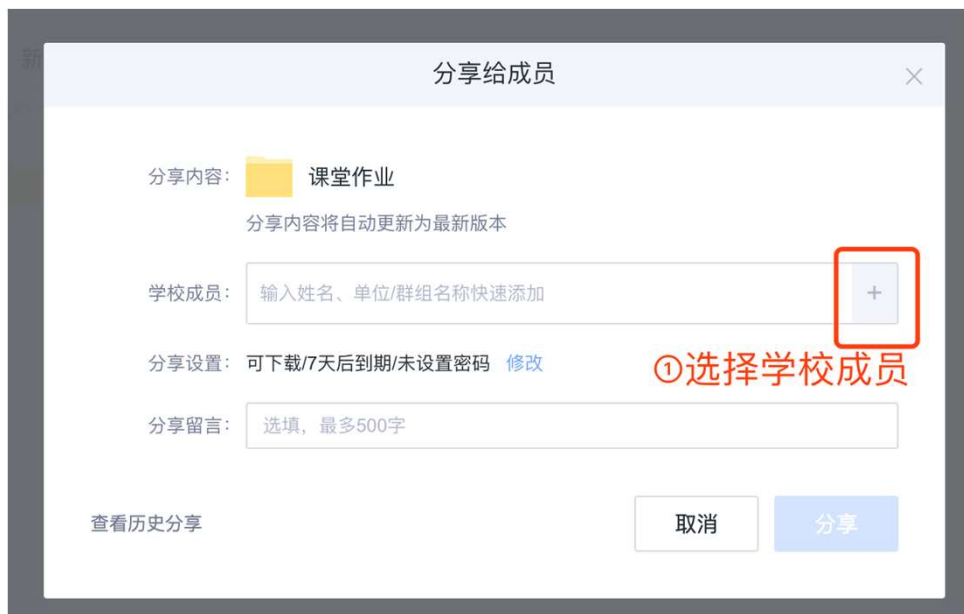 新
分享给成员
分享内容：
课堂作业
分享内容将自动更新为最新版本
学校成员：
输入姓名、单位/群组名称快速添加
+
分享设置：
可下载/7天后到期/未设置密码 修改
①选择学校成员
分享留言：
选填，最多500字
查看历史分享
取消
分享